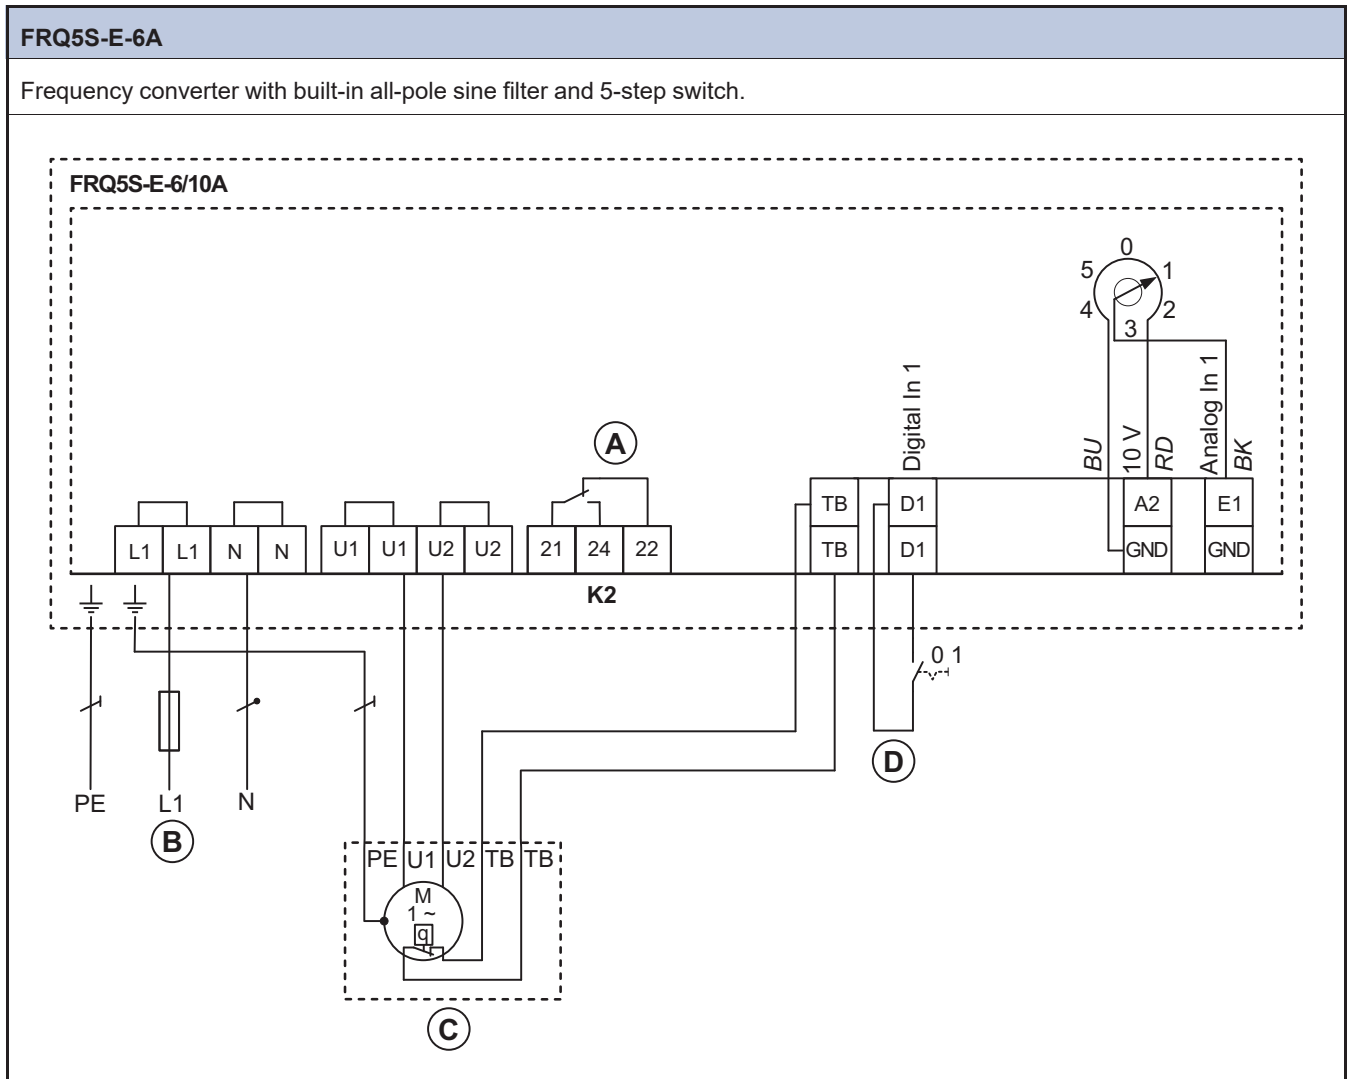 FRQ5S-E-6A
Frequency converter with built-in all-pole sine filter and 5-step switch.
FRQ5S-E-6/10A
0
5
1
4
2
3
Digital In 1
BU
10 V
RD
Analog In 1
BK
A
TB
D1
A2
E1
L1 L1 N N
U1 U1 U2 U2
21 24 22
TB
D1
GND
GND
K2
0 1
D
PE
L1
N
B
PE U1 U2 TB TB
M
1 ~
q
C